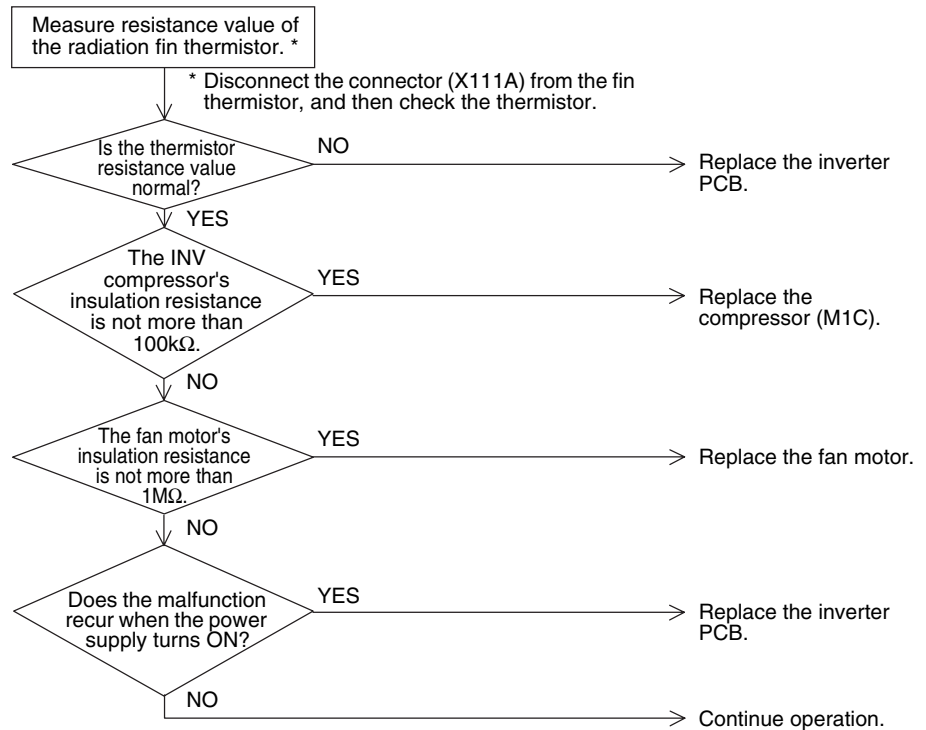 Measure resistance value of
the radiation fin thermistor. *
* Disconnect the connector (X111A) from the fin
thermistor, and then check the thermistor.
Is the thermistor
resistance value
normal?
NO
Replace the inverter
PCB.
YES
The INV
compressor's
insulation resistance
is not more than
100kΩ.
YES
Replace the
compressor (M1C).
NO
The fan motor's
insulation resistance
is not more than
1MΩ.
YES
Replace the fan motor.
NO
Does the malfunction
recur when the power
supply turns ON?
YES
Replace the inverter
PCB.
NO
Continue operation.